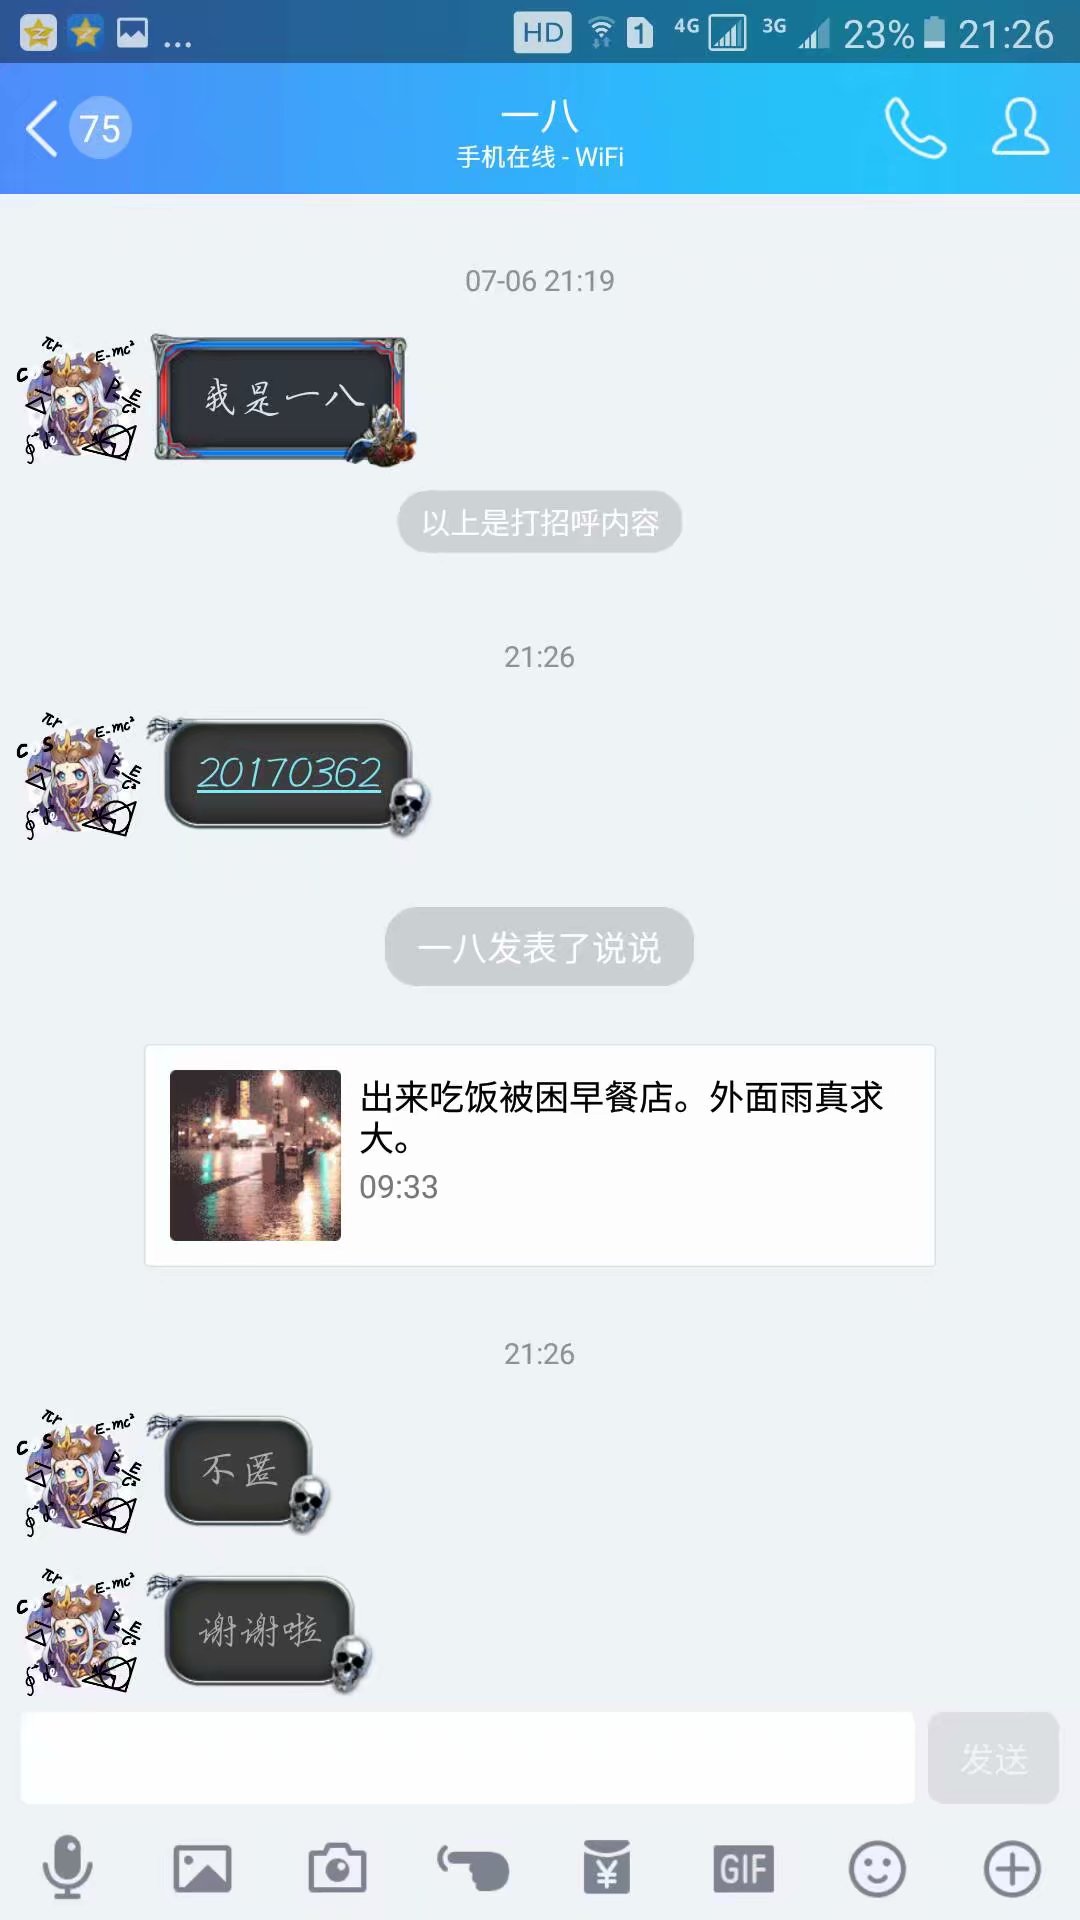 HD 1 4G 3G 23% 21:26
75
一八
手机在线 - WiFi
07-06 21:19
我是一八
以上是打招呼内容
21:26
20170362
一八发表了说说
出来吃饭被困早餐店。外面雨真求
大。
09:33
21:26
不匿
谢谢啦
发送
GIF